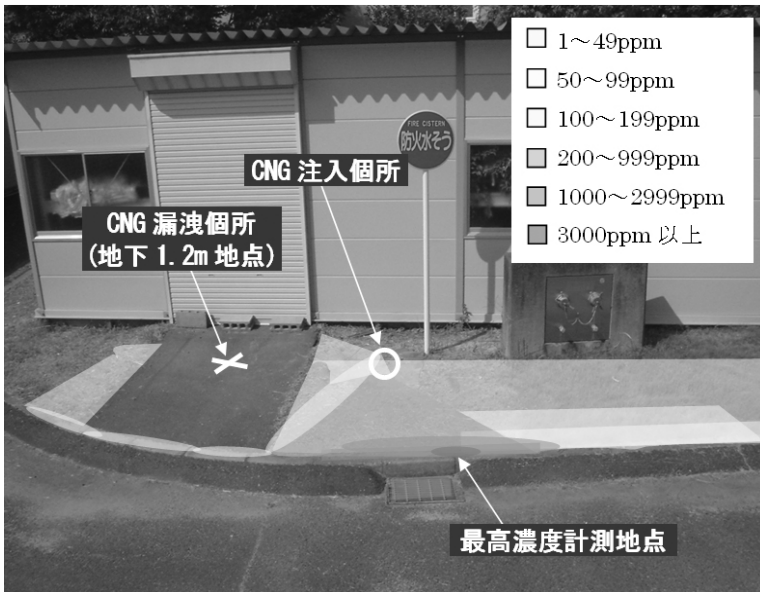 1～49ppm
50～99ppm
100～199ppm
200～999ppm
1000～2999ppm
3000ppm 以上
FIRE CISTERN
防火水そう
CNG 注入個所
CNG 漏洩個所
(地下 1.2m 地点)
最高濃度計測地点